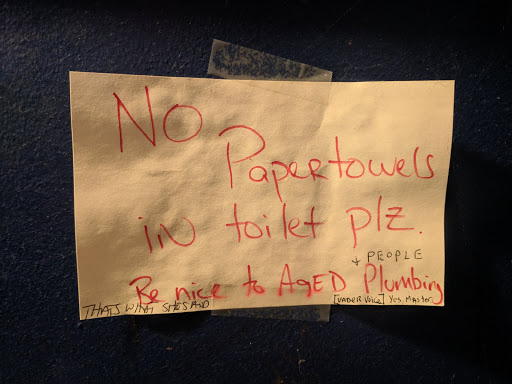 No
Papertowels
iN toilet plz.
+ PEOPLE
Be nice to AgED Plumbing
THATS WHAT SHE SAID
[VADER VOICE] Yes, Master.